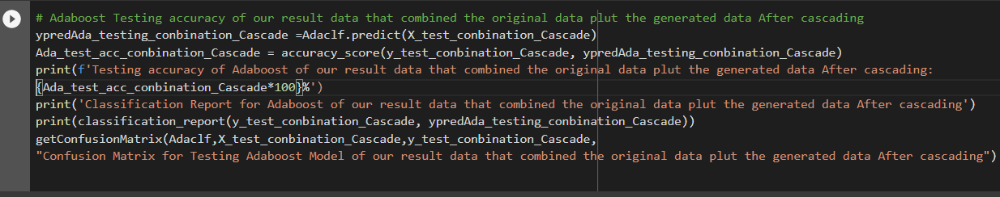 # Adaboost Testing accuracy of our result data that combined the original data plut the generated data After cascading
ypredAda_testing_conbination_Cascade =Adaclf.predict(X_test_conbination_Cascade)
Ada_test_acc_conbination_Cascade = accuracy_score(y_test_conbination_Cascade, ypredAda_testing_conbination_Cascade)
print(f'Testing accuracy of Adaboost of our result data that combined the original data plut the generated data After cascading:
{Ada_test_acc_conbination_Cascade*100}%')
print('Classification Report for Adaboost of our result data that combined the original data plut the generated data After cascading')
print(classification_report(y_test_conbination_Cascade, ypredAda_testing_conbination_Cascade))
getConfusionMatrix(Adaclf,X_test_conbination_Cascade,y_test_conbination_Cascade,
"Confusion Matrix for Testing Adaboost Model of our result data that combined the original data plut the generated data After cascading")